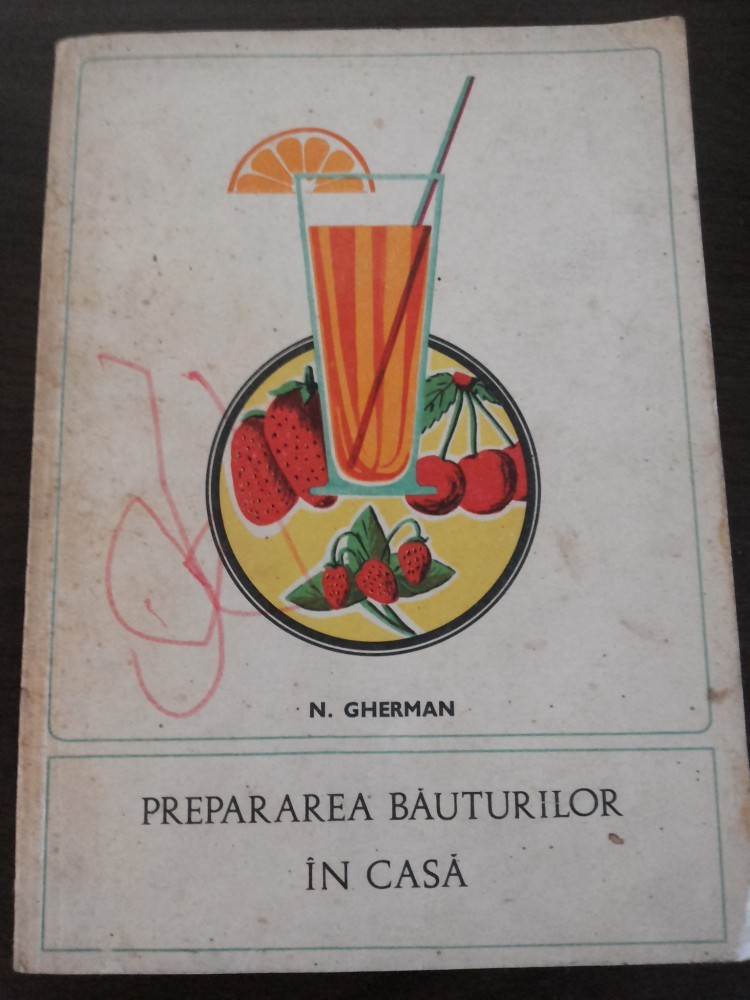 N. GHERMAN
PREPARAREA BĂUTURILOR
ÎN CASĂ